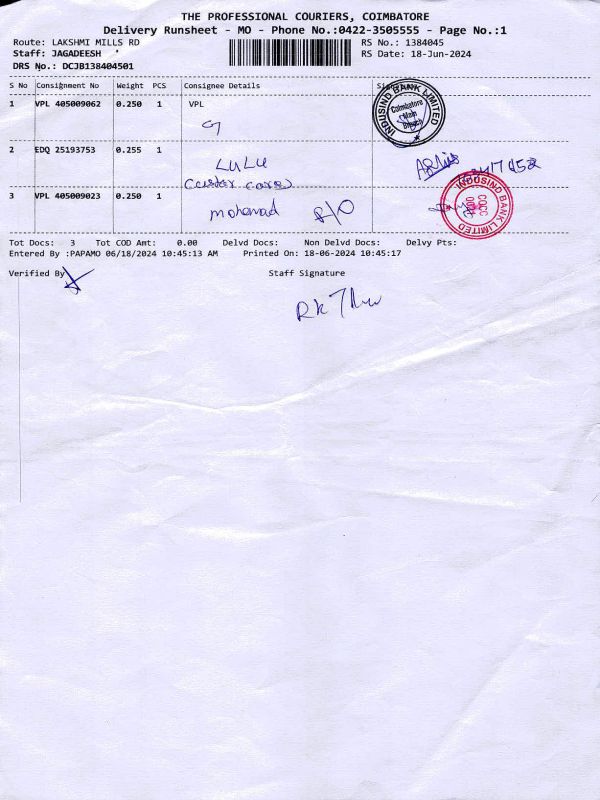 THE PROFESSIONAL COURIERS, COIMBATORE
Delivery Runsheet - MO - Phone No.:0422-3505555 - Page No.:1
Route: LAKSHMI MILLS RD RS No.: 1384045
Staff: JAGADEESH ' RS Date: 18-Jun-2024
DRS No.: DCJB138404501
S No Consignment No Weight PCS Consignee Details
1 VPL 405009062 0.250 1 VPL
INDUSIND BANK LIMITED
Coimbatore
Main
Branch
2 EDQ 25193753 0.255 1
LULU
3 VPL 405009023 0.250 1
mohamad
INDUSIND BANK LIMITED
Tot Docs: 3 Tot COD Amt: 0.00 Delvd Docs: Non Delvd Docs: Delvy Pts:
Entered By :PAPAMO 06/18/2024 10:45:13 AM Printed On: 18-06-2024 10:45:17
Verified By Staff Signature